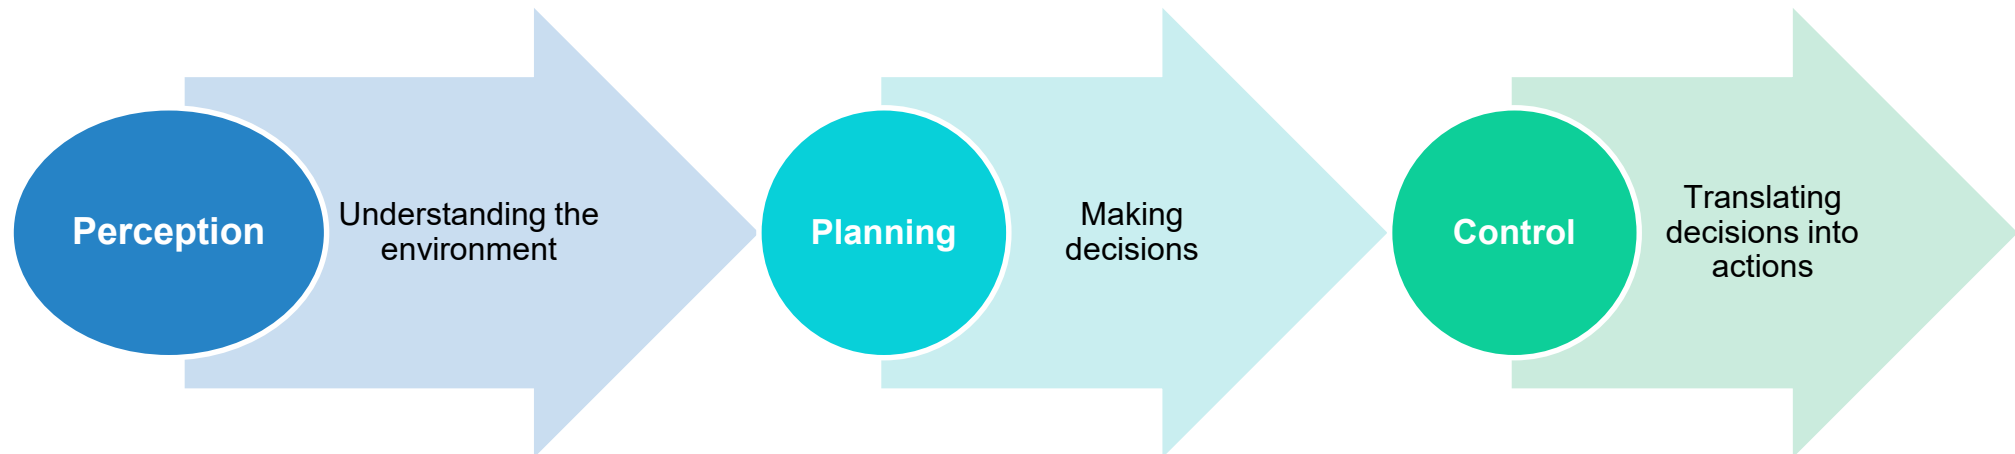 Perception
Understanding the
environment
Planning
Making
decisions
Control
Translating
decisions into
actions